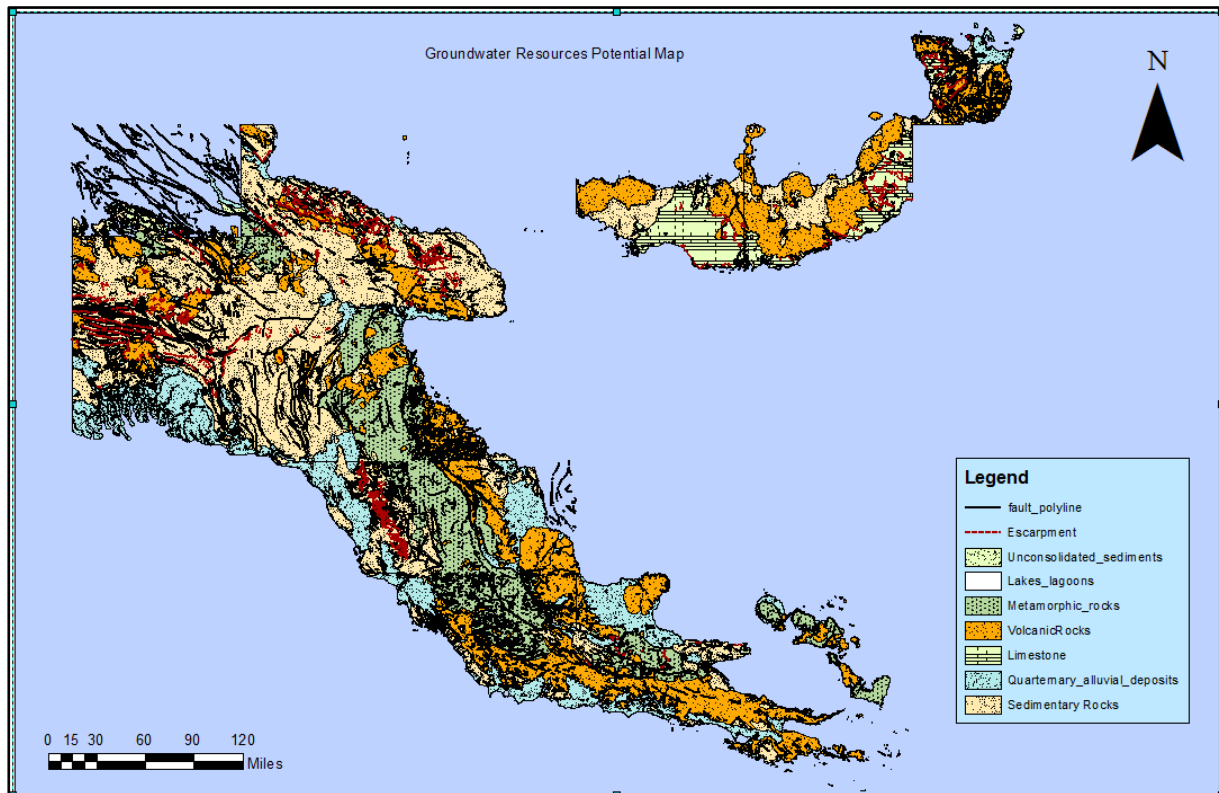 Groundwater Resources Potential Map
N
Legend
fault_polyline
Escarpment
Unconsolidated_sediments
Lakes_lagoons
Metamorphic_rocks
VolcanicRocks
Limestone
Quarternary_alluvial_deposits
Sedimentary Rocks
0 15 30 60 90 120
Miles